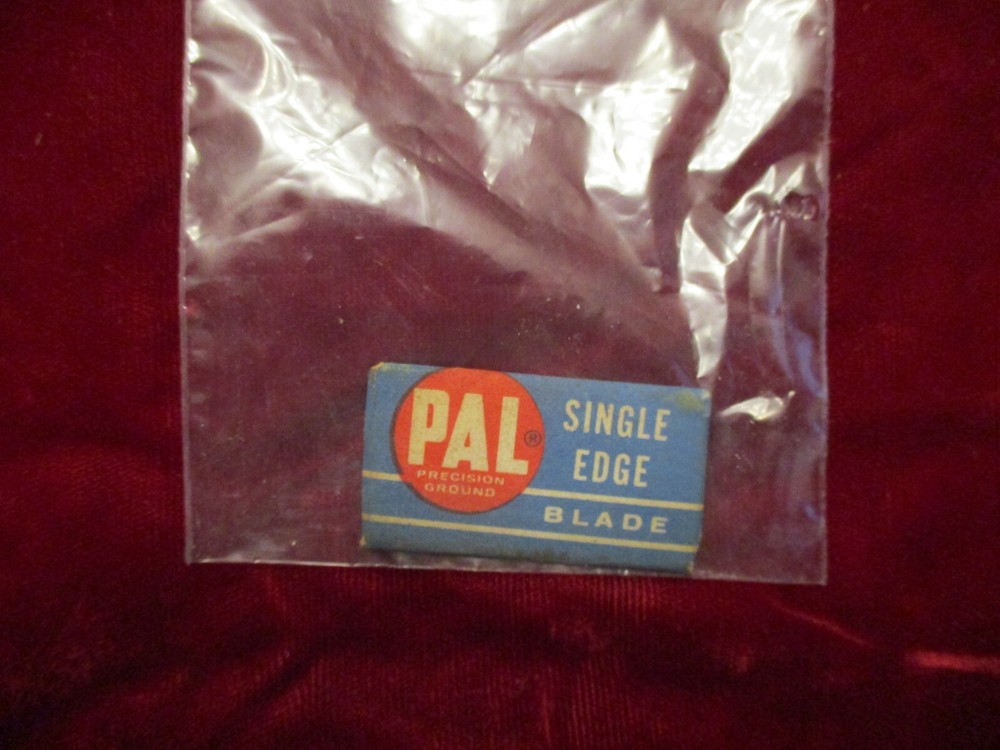 PAL®
PRECISION
GROUND
SINGLE
EDGE
BLADE